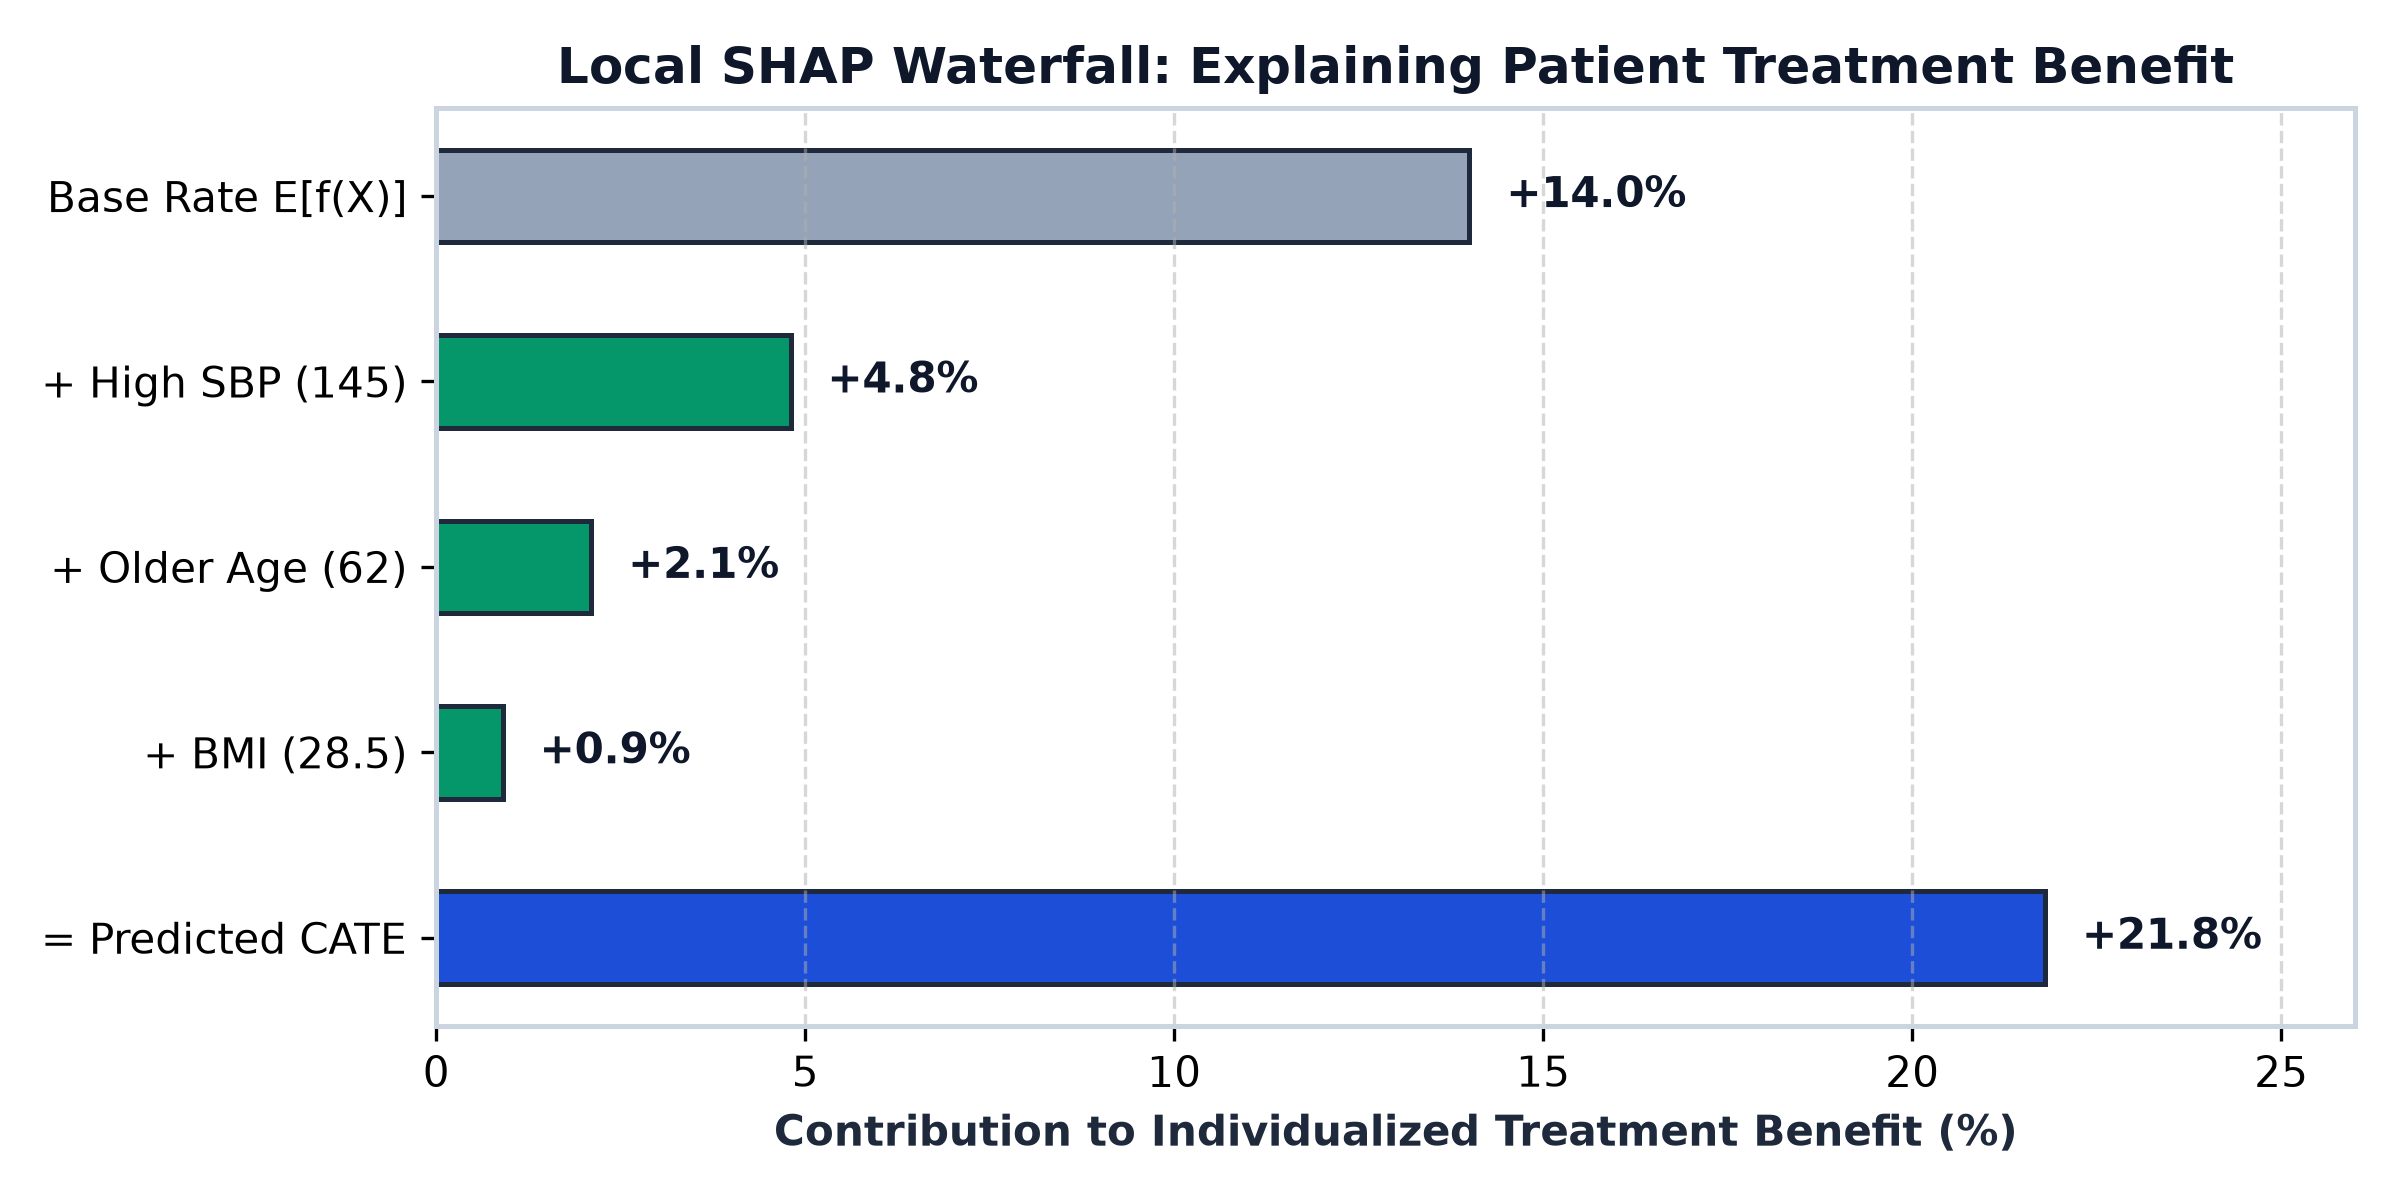 Local SHAP Waterfall: Explaining Patient Treatment Benefit
Base Rate E[f(X)]
+14.0%
+ High SBP (145)
+4.8%
+ Older Age (62)
+2.1%
+ BMI (28.5)
+0.9%
= Predicted CATE
+21.8%
0 5 10 15 20 25
Contribution to Individualized Treatment Benefit (%)